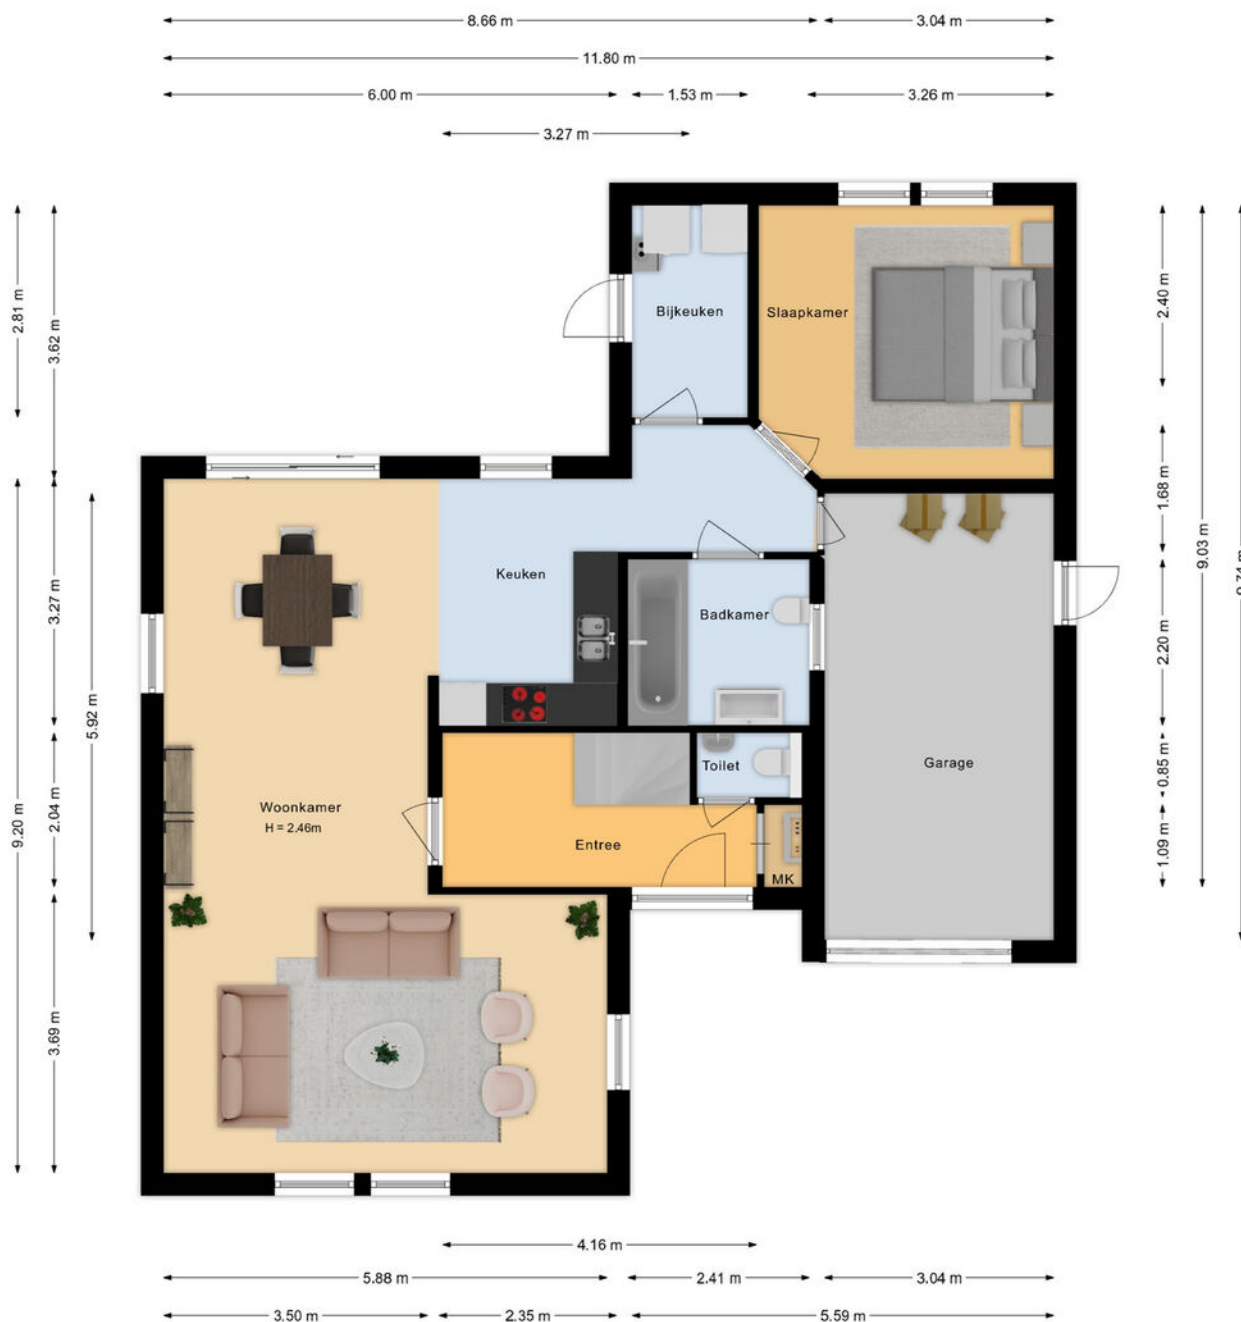 8.66 m
3.04 m
11.80 m
6.00 m
1.53 m
3.26 m
3.27 m
2.81 m
3.62 m
2.40 m
Bijkeuken
Slaapkamer
1.68 m
9.03 m
9.74 m
3.27 m
Keuken
Badkamer
2.20 m
5.92 m
Toilet
Garage
0.85 m
9.20 m
2.04 m
Woonkamer
H = 2.46m
Entree
1.09 m
MK
3.69 m
4.16 m
5.88 m
2.41 m
3.04 m
3.50 m
2.35 m
5.59 m